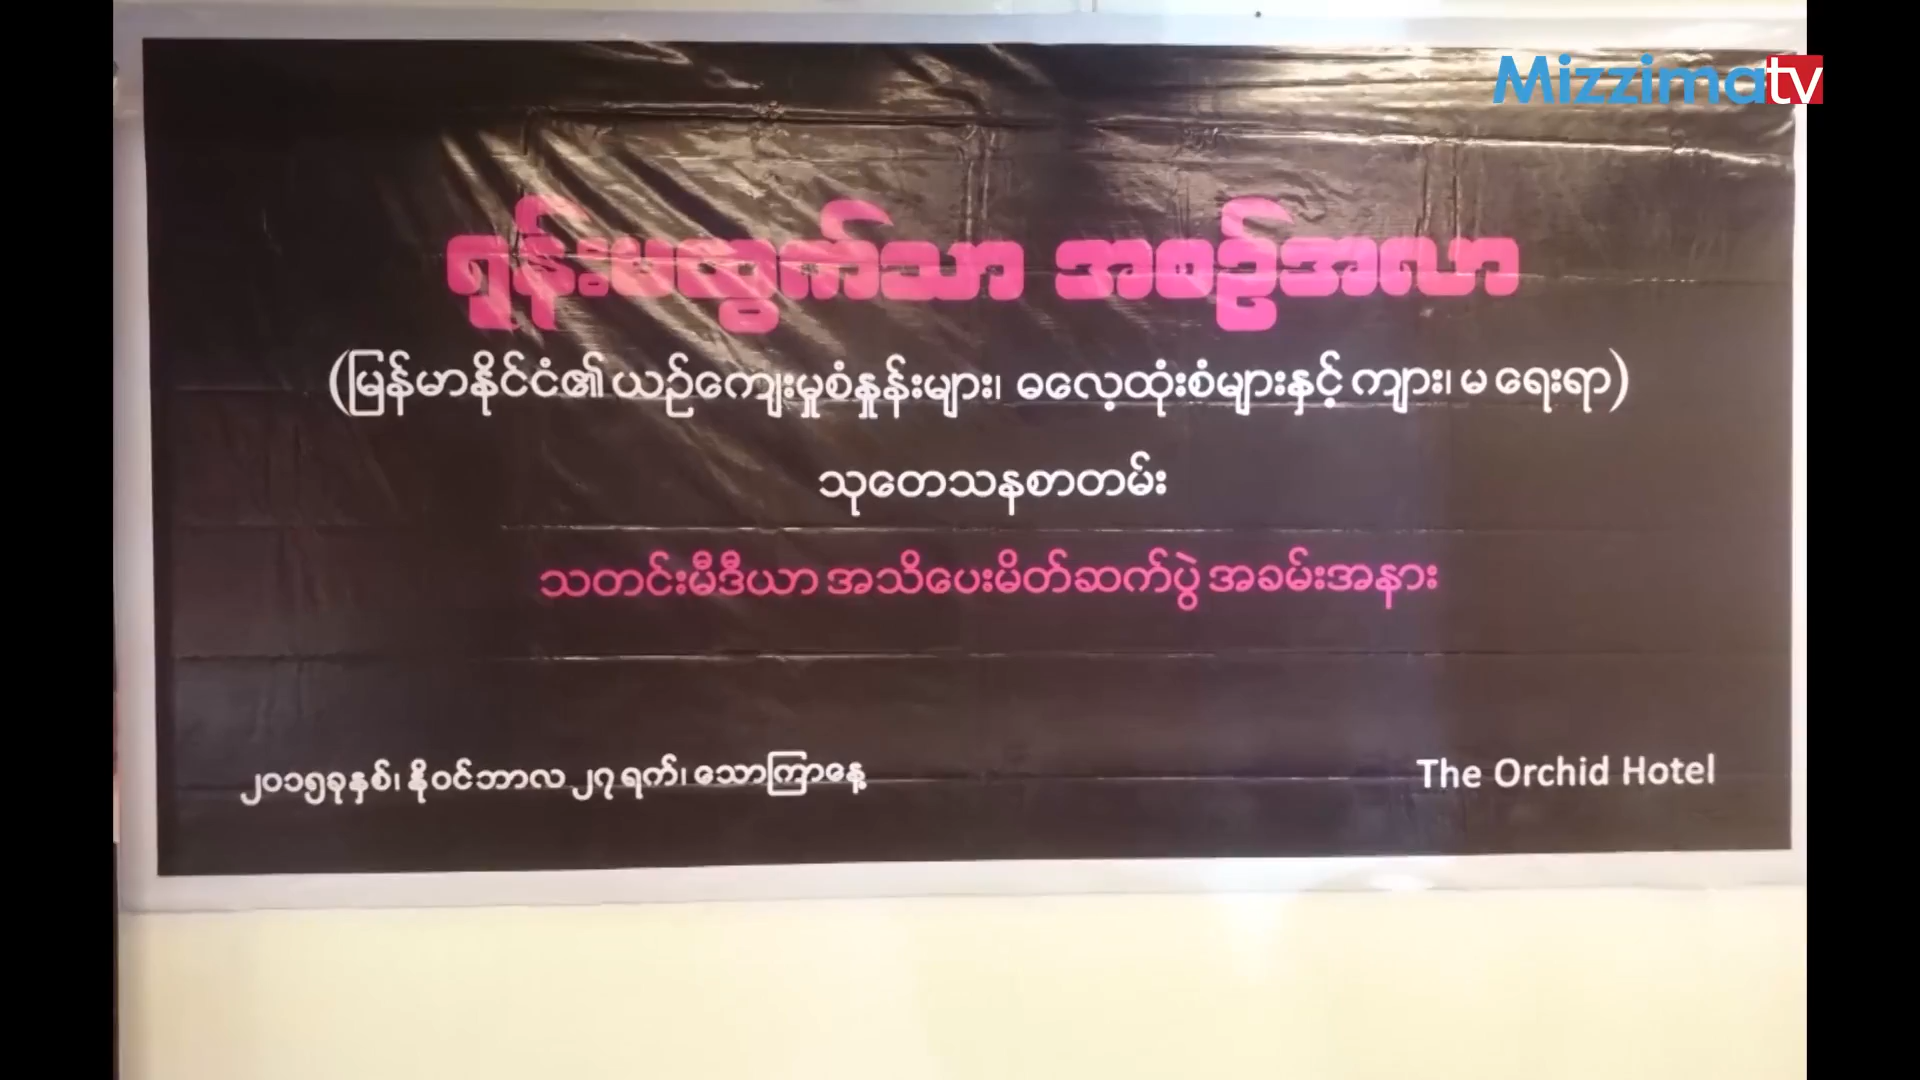 Mizzima tv
ရုန်းမထွက်သာ အစဉ်အလာ
(မြန်မာနိုင်ငံ၏ ယဉ်ကျေးမှုစံနှုန်းများ၊ ဓလေ့ထုံးစံများနှင့် ကျား၊ မ ရေးရာ)
သုတေသနစာတမ်း
သတင်းမီဒီယာ အသိပေးမိတ်ဆက်ပွဲ အခမ်းအနား
၂၀၁၅ခုနှစ်၊ နိုဝင်ဘာလ ၂၇ ရက်၊ သောကြာနေ့
The Orchid Hotel